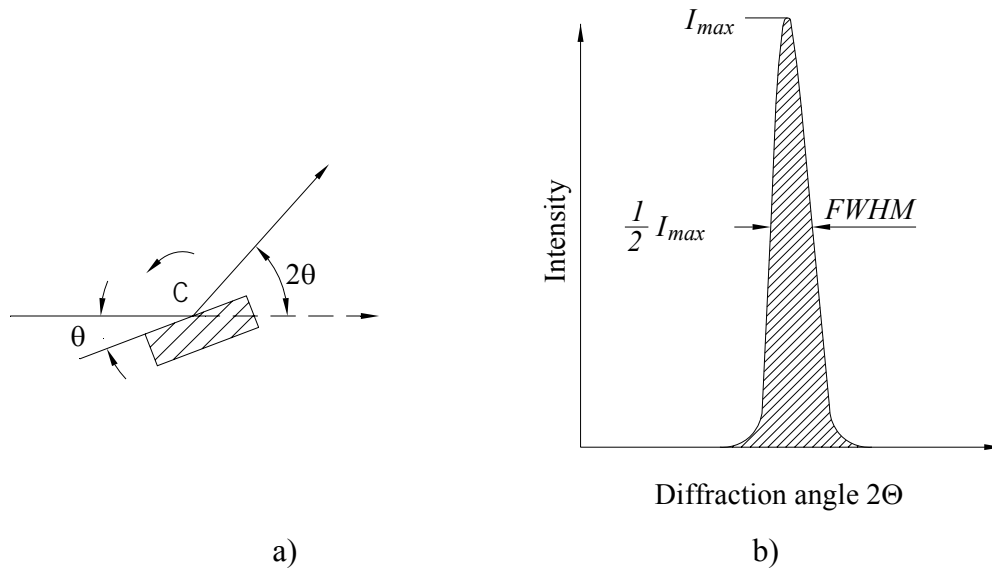 C
2θ
θ
a)
I_max
Intensity
1/2 I_max
FWHM
Diffraction angle 2Θ
b)